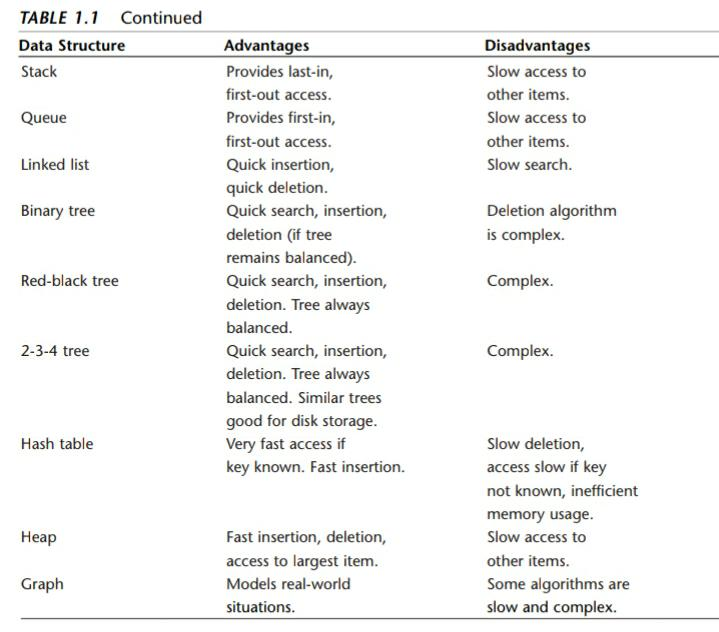 TABLE 1.1 Continued
Data Structure Advantages Disadvantages
Stack Provides last-in, Slow access to
first-out access. other items.
Queue Provides first-in, Slow access to
first-out access. other items.
Linked list Quick insertion, Slow search.
quick deletion.
Binary tree Quick search, insertion, Deletion algorithm
deletion (if tree is complex.
remains balanced).
Red-black tree Quick search, insertion, Complex.
deletion. Tree always
balanced.
2-3-4 tree Quick search, insertion, Complex.
deletion. Tree always
balanced. Similar trees
good for disk storage.
Hash table Very fast access if Slow deletion,
key known. Fast insertion. access slow if key
not known, inefficient
memory usage.
Heap Fast insertion, deletion, Slow access to
access to largest item. other items.
Graph Models real-world Some algorithms are
situations. slow and complex.